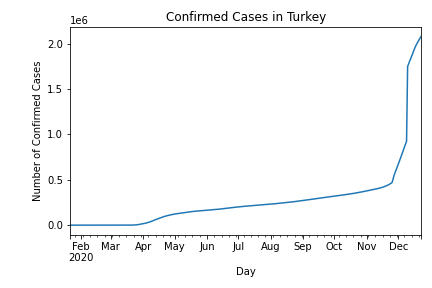 Confirmed Cases in Turkey
1e6
2.0
1.5
1.0
0.5
0.0
Number of Confirmed Cases
Feb Mar Apr May Jun Jul Aug Sep Oct Nov Dec
2020
Day